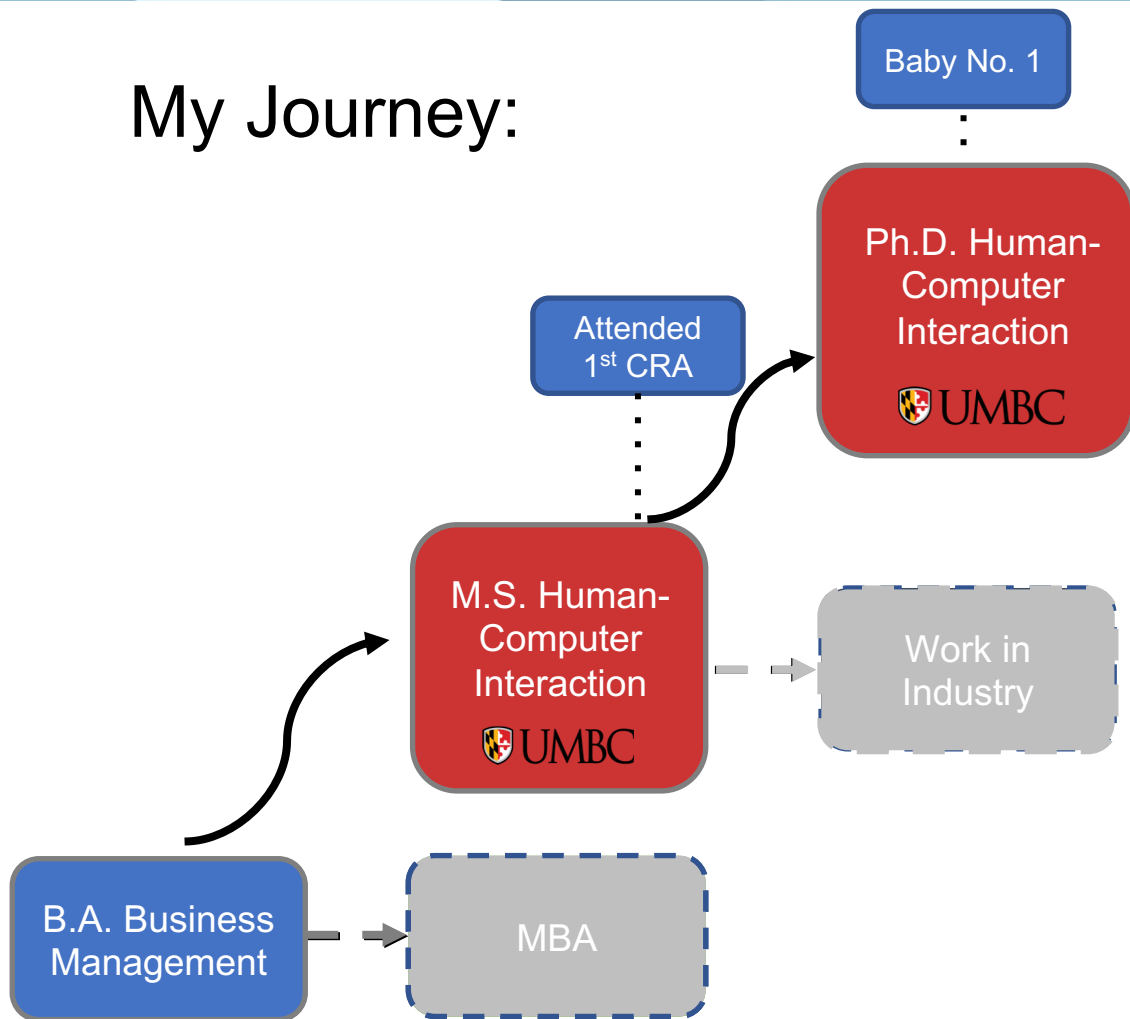 My Journey:
Baby No. 1
Ph.D. Human-
Computer
Interaction
UMBC
Attended
1st CRA
M.S. Human-
Computer
Interaction
UMBC
Work in
Industry
B.A. Business
Management
MBA